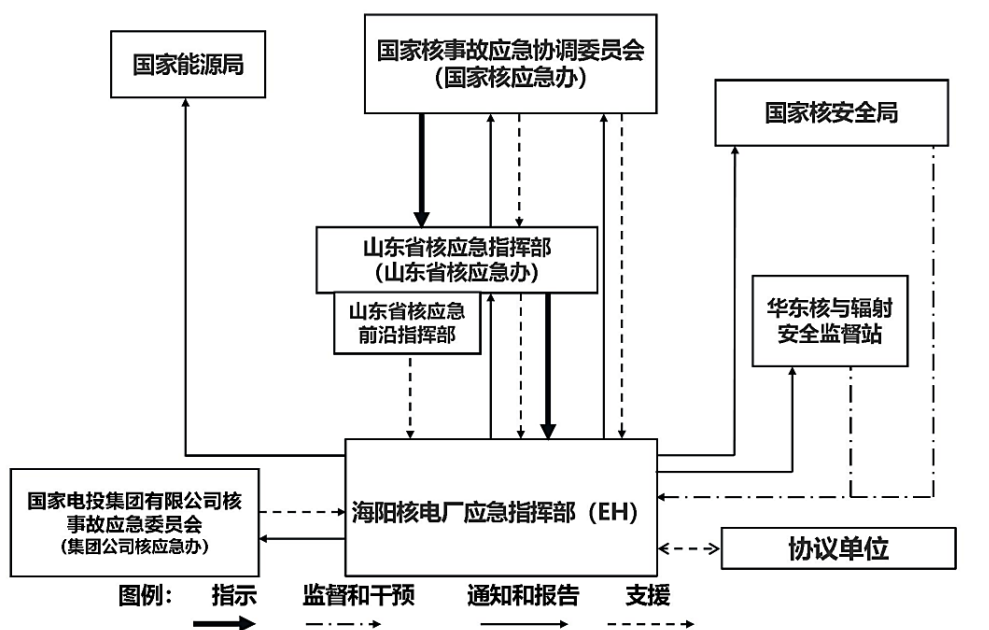 国家能源局
国家核事故应急协调委员会
（国家核应急办）
国家核安全局
山东省核应急指挥部
（山东省核应急办）
山东省核应急
前沿指挥部
华东核与辐射
安全监督站
国家电投集团有限公司核
事故应急委员会
（集团公司核应急办）
海阳核电厂应急指挥部（EH）
协议单位
图例： 指示 监督和干预 通知和报告 支援